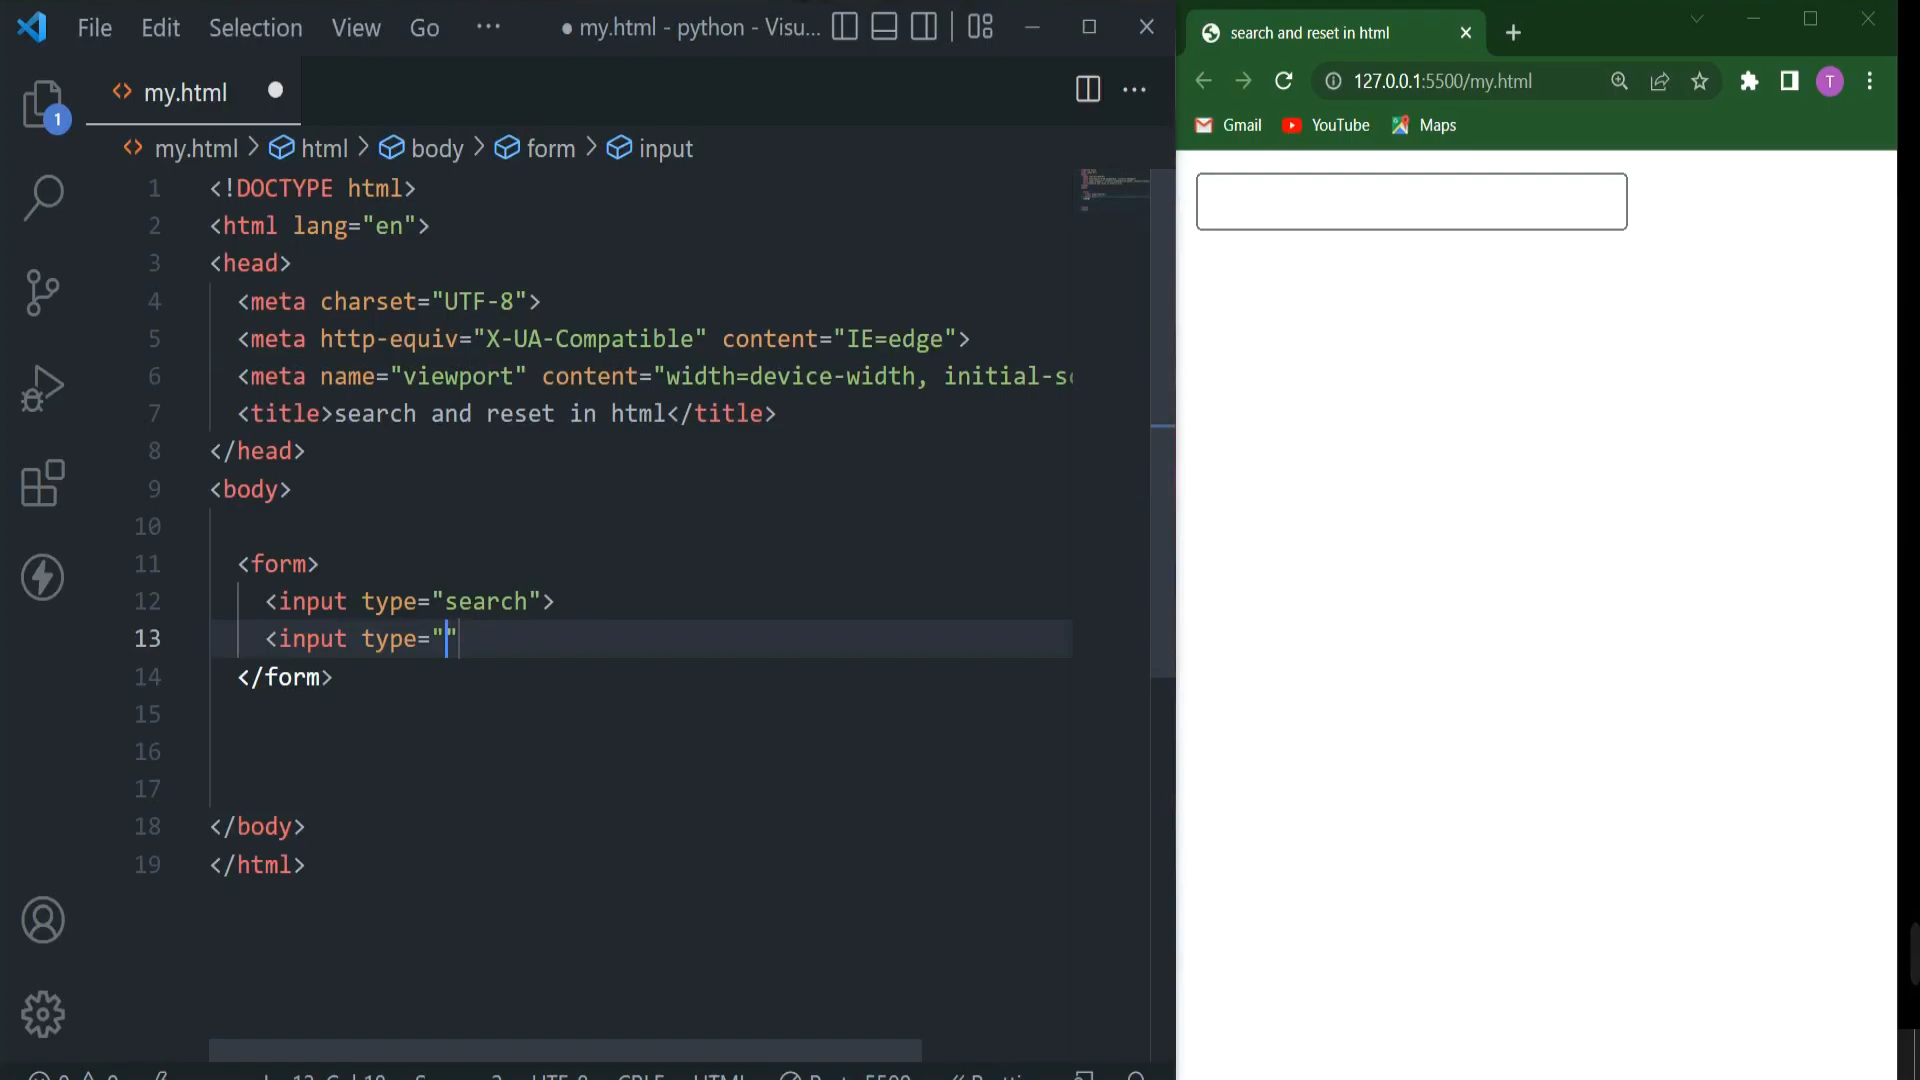 File Edit Selection View Go ··· ● my.html - python - Visu...
my.html ●
1
my.html > html > body > form > input
1 <!DOCTYPE html>
2 <html lang="en">
3 <head>
4 <meta charset="UTF-8">
5 <meta http-equiv="X-UA-Compatible" content="IE=edge">
6 <meta name="viewport" content="width=device-width, initial-sc
7 <title>search and reset in html</title>
8 </head>
9 <body>
10
11 <form>
12 <input type="search">
13 <input type=""
14 </form>
15
16
17
18 </body>
19 </html>
search and reset in html
127.0.0.1:5500/my.html
T
Gmail YouTube Maps